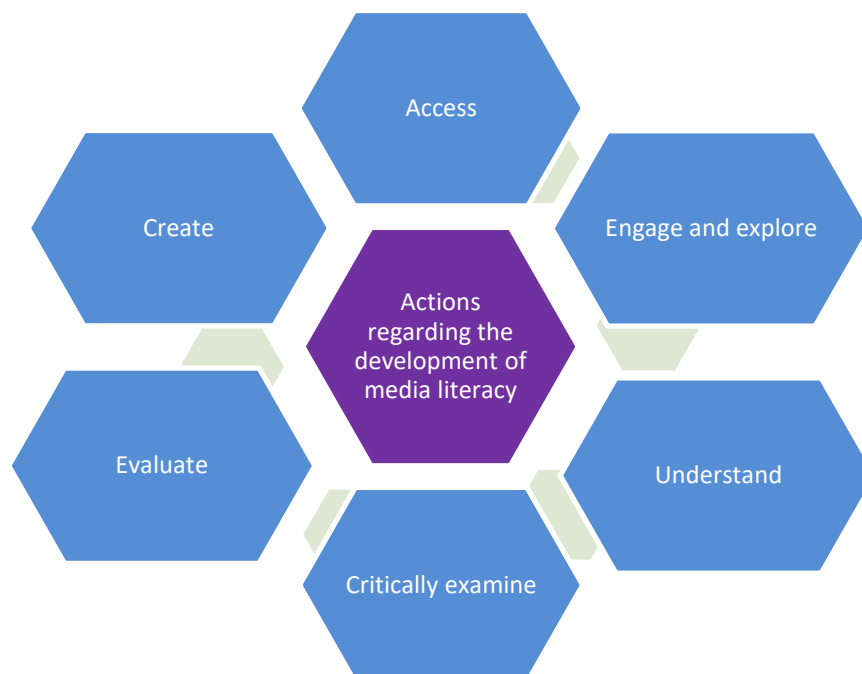 Access
Engage and explore
Understand
Critically examine
Evaluate
Create
Actions
regarding the
development of
media literacy